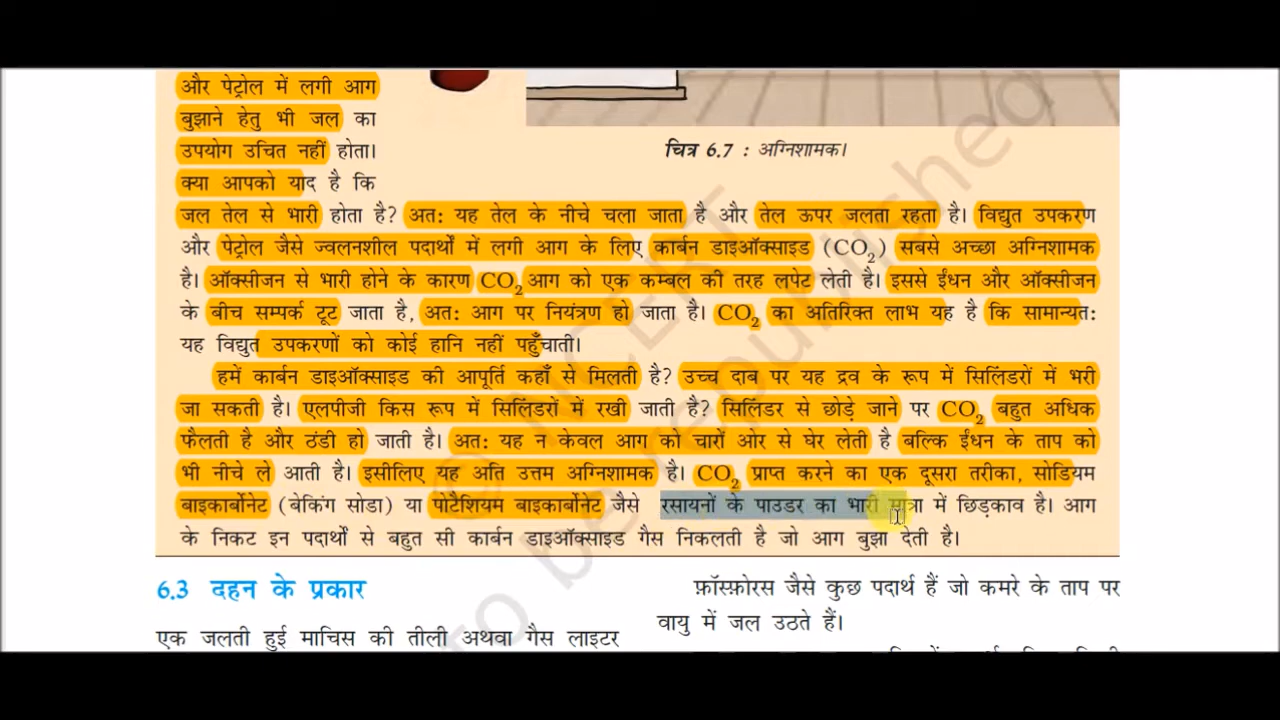 और पेट्रोल में लगी आग
बुझाने हेतु भी जल का
उपयोग उचित नहीं होता।
क्या आपको याद है कि
चित्र 6.7 : अग्निशामक।
जल तेल से भारी होता है? अतः यह तेल के नीचे चला जाता है और तेल ऊपर जलता रहता है। विद्युत उपकरण
और पेट्रोल जैसे ज्वलनशील पदार्थों में लगी आग के लिए कार्बन डाइऑक्साइड (CO₂) सबसे अच्छा अग्निशामक
है। ऑक्सीजन से भारी होने के कारण CO₂ आग को एक कम्बल की तरह लपेट लेती है। इससे ईंधन और ऑक्सीजन
के बीच सम्पर्क टूट जाता है, अतः आग पर नियंत्रण हो जाता है। CO₂ का अतिरिक्त लाभ यह है कि सामान्यतः
यह विद्युत उपकरणों को कोई हानि नहीं पहुँचाती।
हमें कार्बन डाइऑक्साइड की आपूर्ति कहाँ से मिलती है? उच्च दाब पर यह द्रव के रूप में सिलिंडरों में भरी
जा सकती है। एलपीजी किस रूप में सिलिंडरों में रखी जाती है? सिलिंडर से छोड़े जाने पर CO₂ बहुत अधिक
फैलती है और ठंडी हो जाती है। अतः यह न केवल आग को चारों ओर से घेर लेती है बल्कि ईंधन के ताप को
भी नीचे ले आती है। इसीलिए यह अति उत्तम अग्निशामक है। CO₂ प्राप्त करने का एक दूसरा तरीका, सोडियम
बाइकार्बोनेट (बेकिंग सोडा) या पोटैशियम बाइकार्बोनेट जैसे रसायनों के पाउडर का भारी मात्रा में छिड़काव है। आग
के निकट इन पदार्थों से बहुत सी कार्बन डाइऑक्साइड गैस निकलती है जो आग बुझा देती है।
6.3 दहन के प्रकार
एक जलती हुई माचिस की तीली अथवा गैस लाइटर
फ़ॉस्फ़ोरस जैसे कुछ पदार्थ हैं जो कमरे के ताप पर
वायु में जल उठते हैं।
© NCERT
to be republished